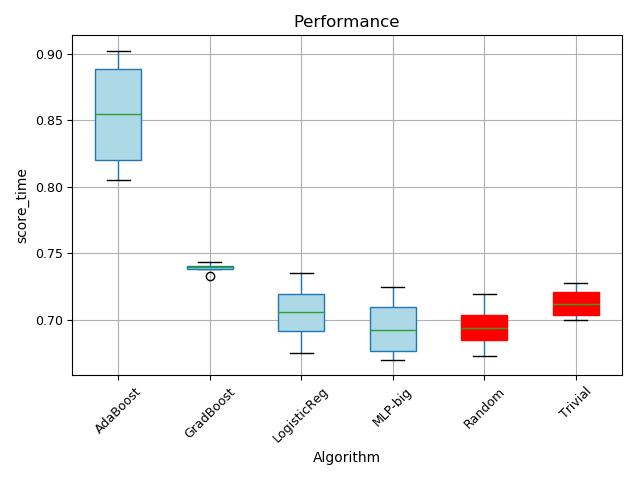 Performance
0.90
0.85
0.80
0.75
0.70
score_time
AdaBoost
GradBoost
LogisticReg
MLP-big
Random
Trivial
Algorithm